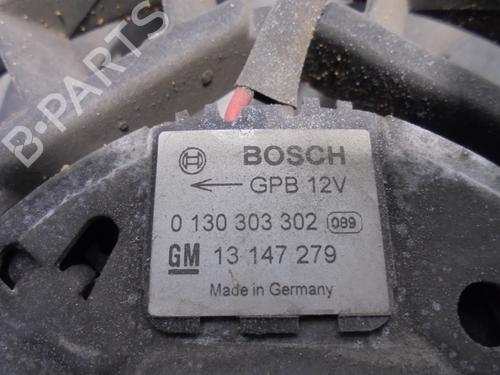 B-PARTS
BOSCH
← GPB 12V
0 130 303 302 089
GM 13 147 279
Made in Germany